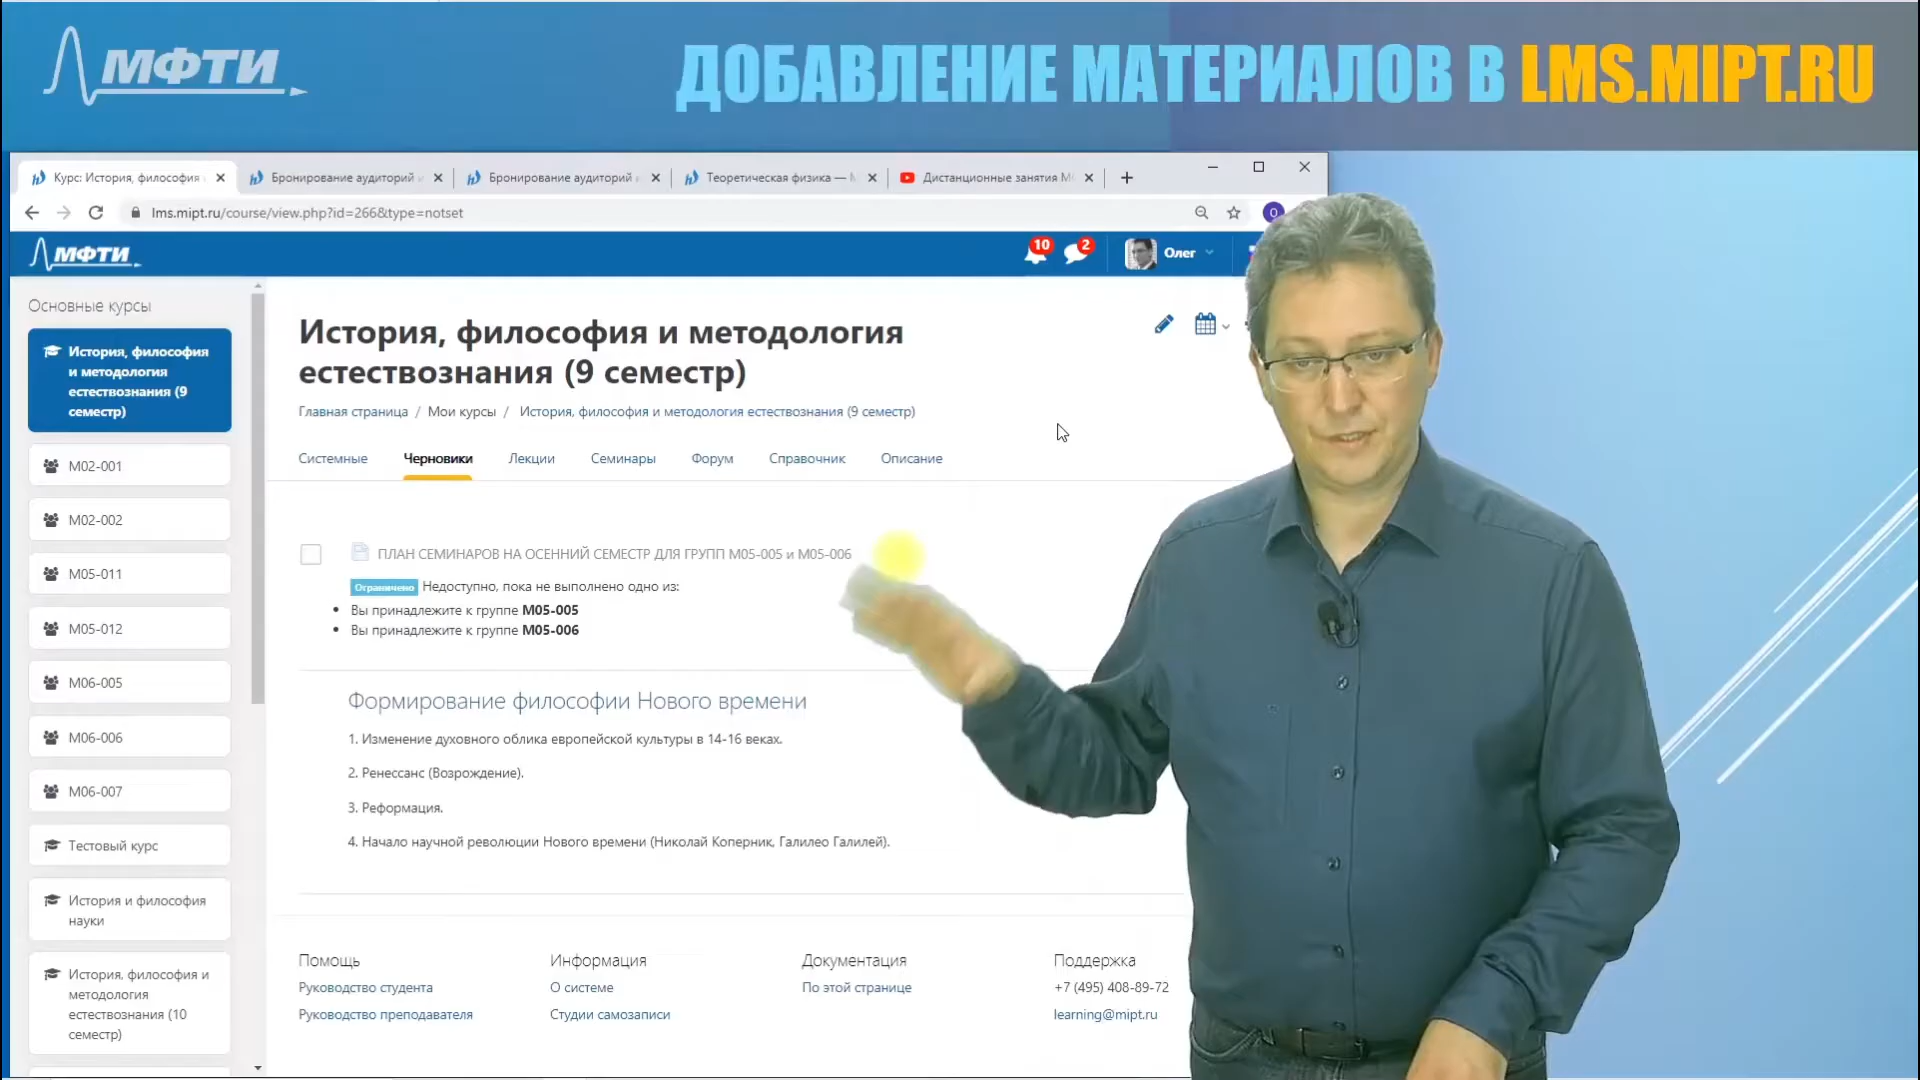 МФТИ
ДОБАВЛЕНИЕ МАТЕРИАЛОВ В LMS.MIPT.RU
Курс: История, философия
Бронирование аудиторий
Бронирование аудиторий
Теоретическая физика —
Дистанционные занятия
lms.mipt.ru/course/view.php?id=266&type=notset
О
МФТИ
10
2
Олег
Основные курсы
История, философия
и методология
естествознания (9
семестр)
М02-001
М02-002
М05-011
М05-012
М06-005
М06-006
М06-007
Тестовый курс
История и философия
науки
История, философия и
методология
естествознания (10
семестр)
История, философия и методология
естествознания (9 семестр)
Главная страница / Мои курсы / История, философия и методология естествознания (9 семестр)
Системные
Черновики
Лекции
Семинары
Форум
Справочник
Описание
ПЛАН СЕМИНАРОВ НА ОСЕННИЙ СЕМЕСТР ДЛЯ ГРУПП М05-005 и М05-006
Ограничено Недоступно, пока не выполнено одно из:
• Вы принадлежите к группе М05-005
• Вы принадлежите к группе М05-006
Формирование философии Нового времени
1. Изменение духовного облика европейской культуры в 14-16 веках.
2. Ренессанс (Возрождение).
3. Реформация.
4. Начало научной революции Нового времени (Николай Коперник, Галилео Галилей).
Помощь
Руководство студента
Руководство преподавателя
Информация
О системе
Студии самозаписи
Документация
По этой странице
Поддержка
+7 (495) 408-89-72
learning@mipt.ru